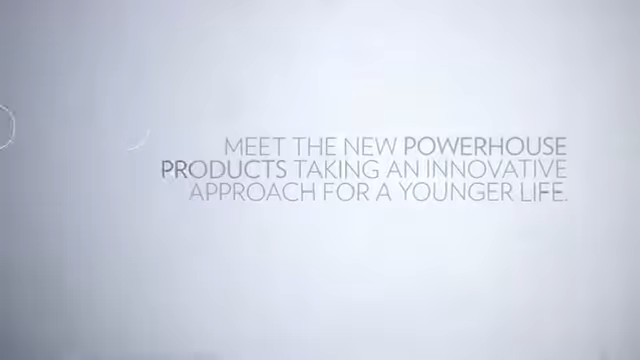 MEET THE NEW POWERHOUSE
PRODUCTS TAKING AN INNOVATIVE
APPROACH FOR A YOUNGER LIFE.